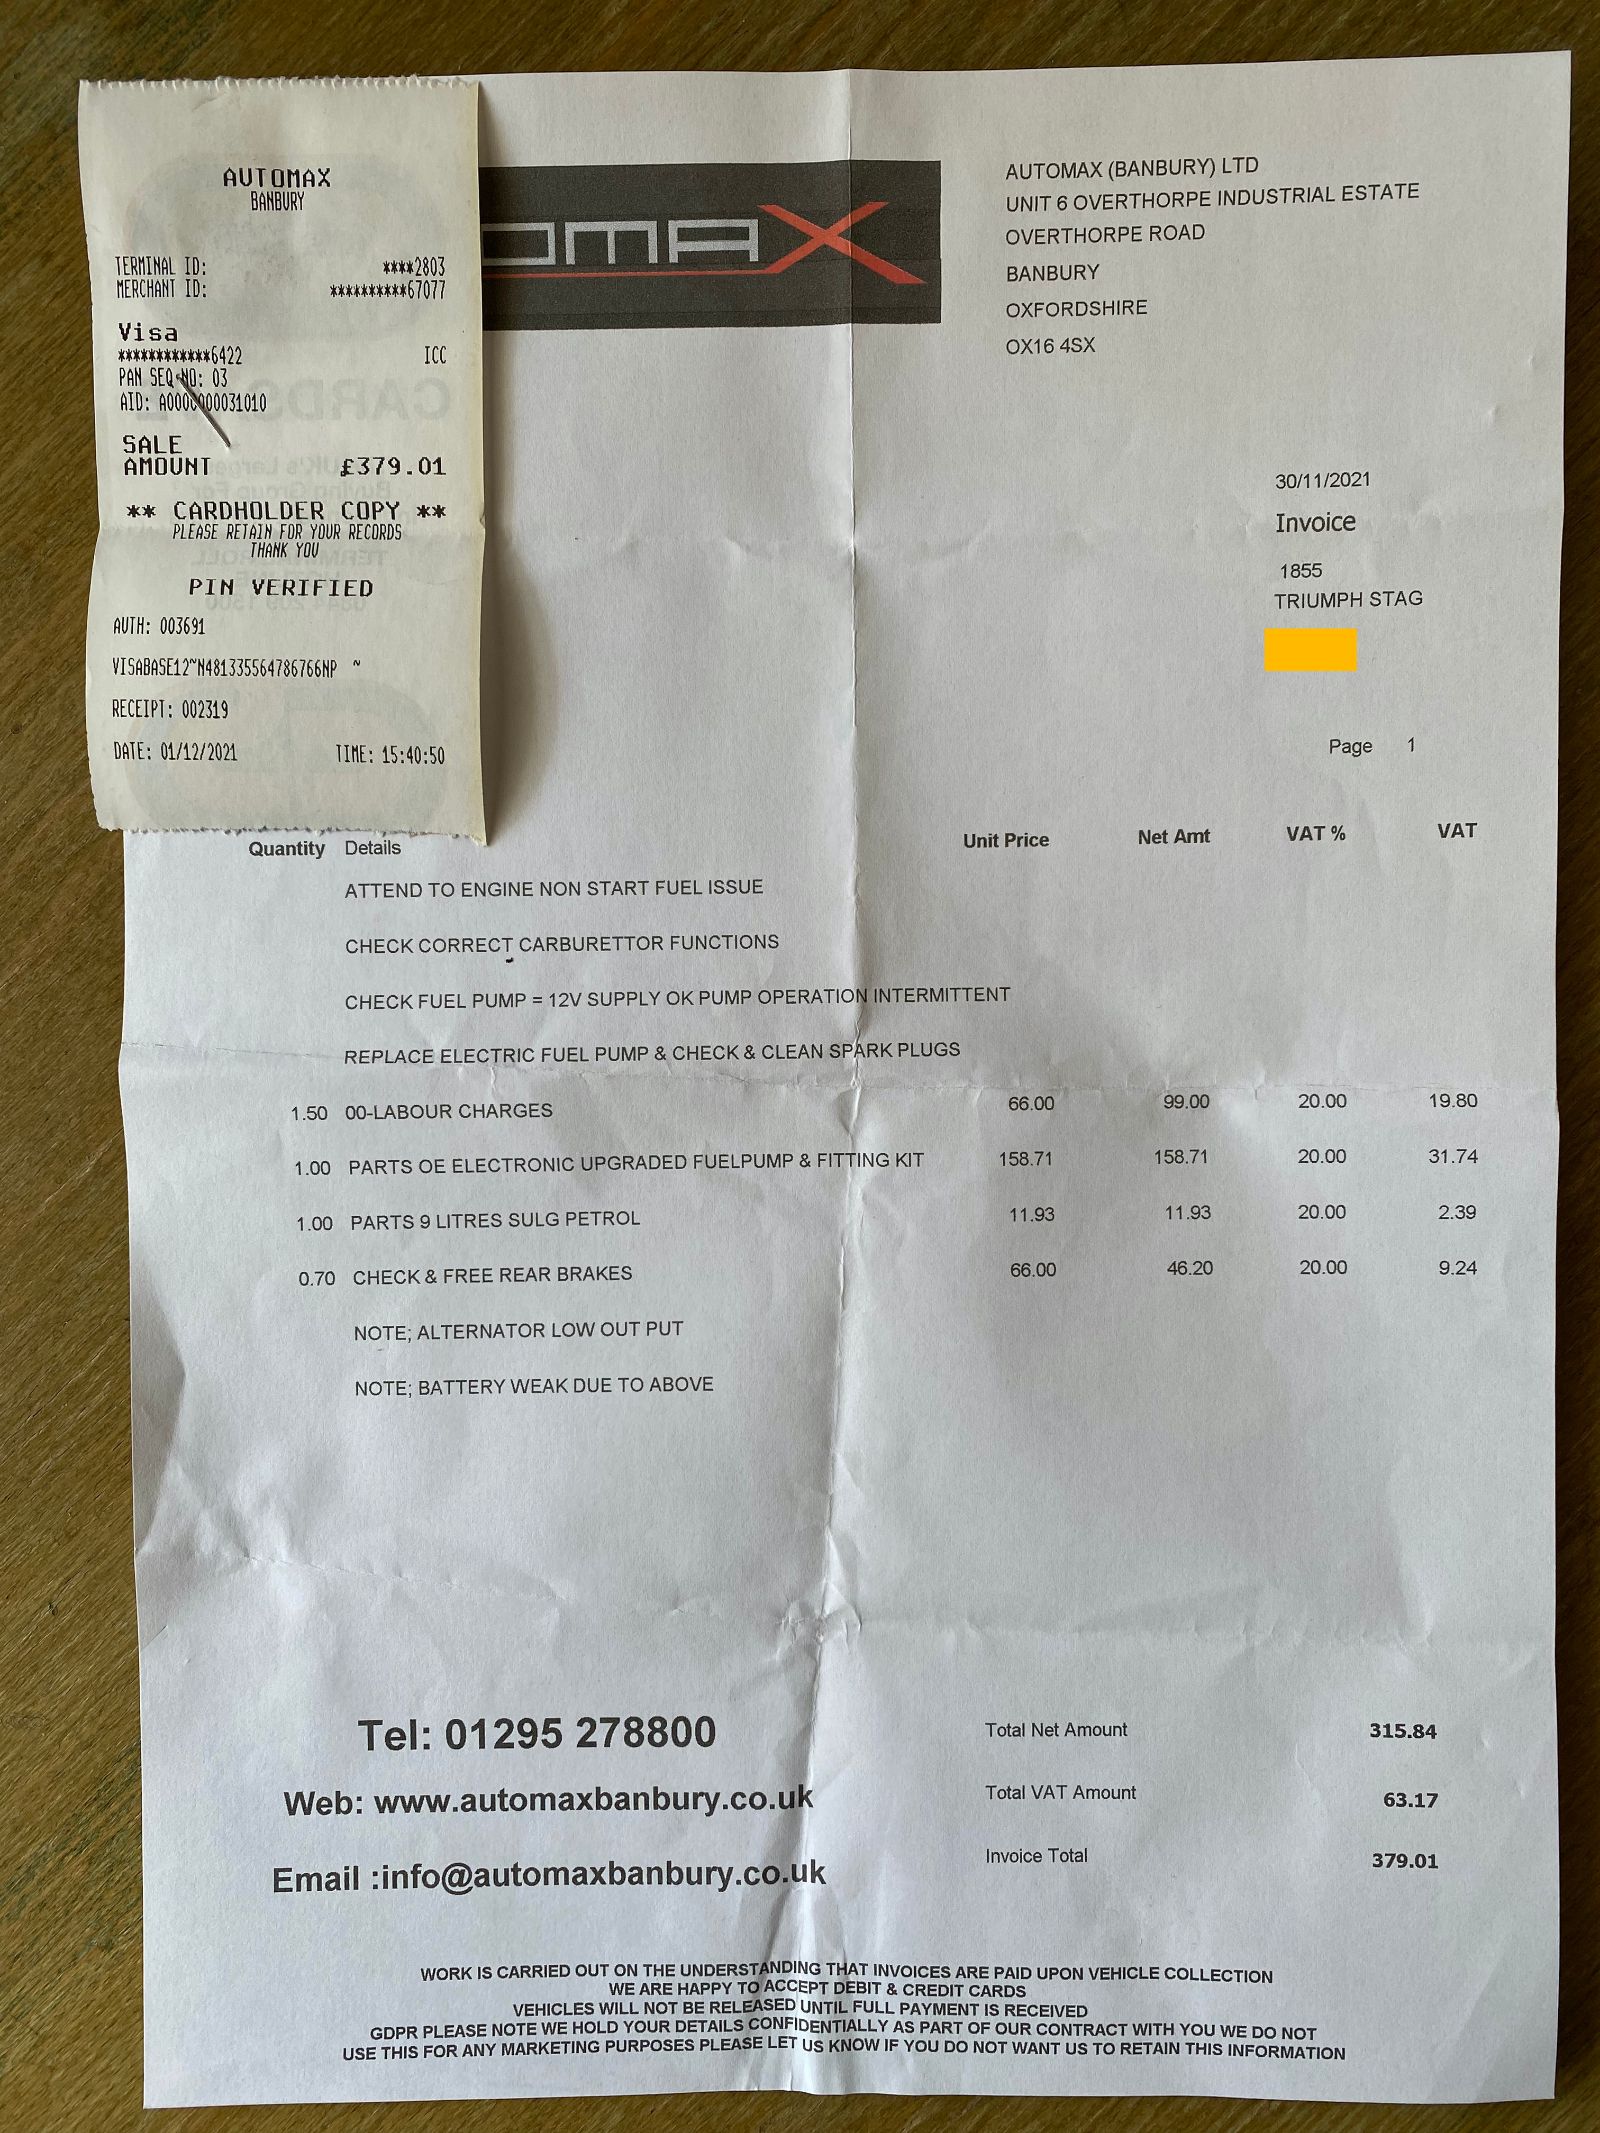 AUTOMAX
BANBURY
TERMINAL ID: ****2803
MERCHANT ID: **********67077
Visa
************6422 ICC
PAN SEQ NO: 03
AID: A0000000031010
SALE
AMOUNT £379.01
** CARDHOLDER COPY **
PLEASE RETAIN FOR YOUR RECORDS
THANK YOU
PIN VERIFIED
AUTH: 003691
VISABASE12~N481335564786766NP ~
RECEIPT: 002319
DATE: 01/12/2021 TIME: 15:40:50
OMAX
AUTOMAX (BANBURY) LTD
UNIT 6 OVERTHORPE INDUSTRIAL ESTATE
OVERTHORPE ROAD
BANBURY
OXFORDSHIRE
OX16 4SX
30/11/2021
Invoice
1855
TRIUMPH STAG
Page 1
Quantity Details Unit Price Net Amt VAT % VAT
ATTEND TO ENGINE NON START FUEL ISSUE
CHECK CORRECT CARBURETTOR FUNCTIONS
CHECK FUEL PUMP = 12V SUPPLY OK PUMP OPERATION INTERMITTENT
REPLACE ELECTRIC FUEL PUMP & CHECK & CLEAN SPARK PLUGS
1.50 00-LABOUR CHARGES 66.00 99.00 20.00 19.80
1.00 PARTS OE ELECTRONIC UPGRADED FUELPUMP & FITTING KIT 158.71 158.71 20.00 31.74
1.00 PARTS 9 LITRES SULG PETROL 11.93 11.93 20.00 2.39
0.70 CHECK & FREE REAR BRAKES 66.00 46.20 20.00 9.24
NOTE; ALTERNATOR LOW OUT PUT
NOTE; BATTERY WEAK DUE TO ABOVE
Tel: 01295 278800
Web: www.automaxbanbury.co.uk
Email :info@automaxbanbury.co.uk
Total Net Amount 315.84
Total VAT Amount 63.17
Invoice Total 379.01
WORK IS CARRIED OUT ON THE UNDERSTANDING THAT INVOICES ARE PAID UPON VEHICLE COLLECTION
WE ARE HAPPY TO ACCEPT DEBIT & CREDIT CARDS
VEHICLES WILL NOT BE RELEASED UNTIL FULL PAYMENT IS RECEIVED
GDPR PLEASE NOTE WE HOLD YOUR DETAILS CONFIDENTIALLY AS PART OF OUR CONTRACT WITH YOU WE DO NOT
USE THIS FOR ANY MARKETING PURPOSES PLEASE LET US KNOW IF YOU DO NOT WANT US TO RETAIN THIS INFORMATION